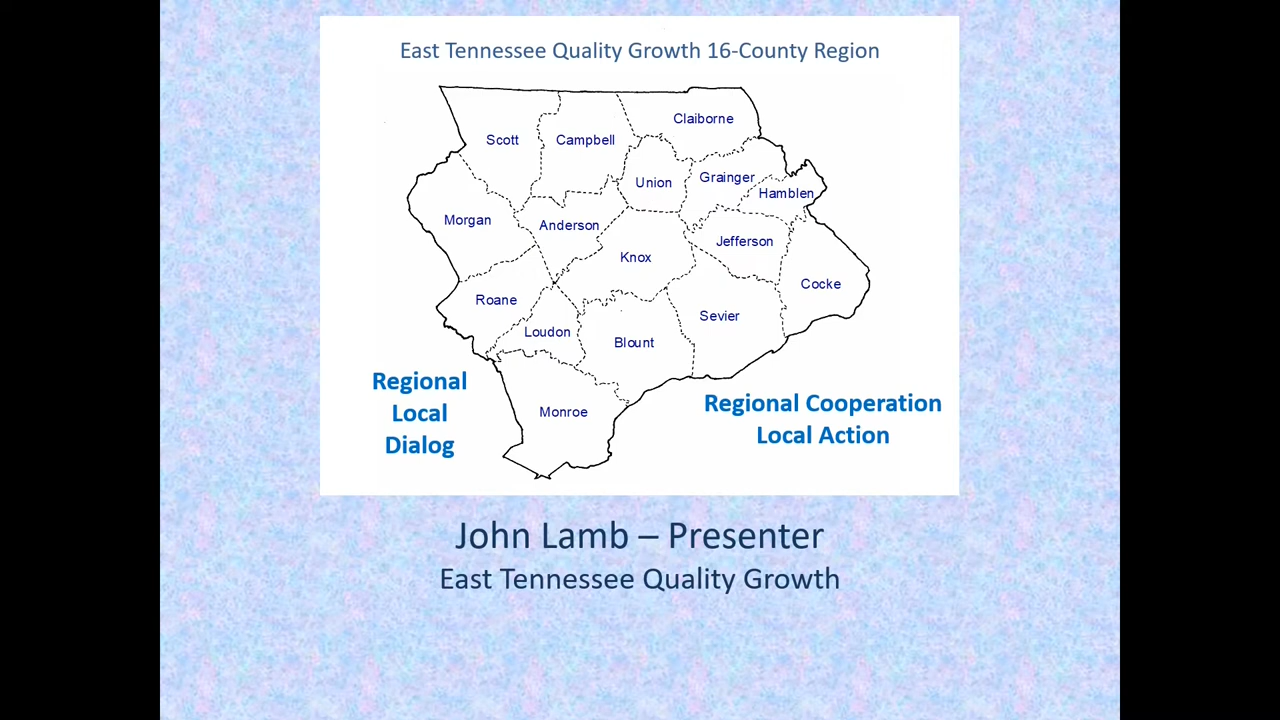 East Tennessee Quality Growth 16-County Region
Claiborne
Scott
Campbell
Union
Grainger
Hamblen
Morgan
Anderson
Jefferson
Knox
Cocke
Roane
Sevier
Loudon
Blount
Monroe
Regional
Local
Dialog
Regional Cooperation
Local Action
John Lamb – Presenter
East Tennessee Quality Growth